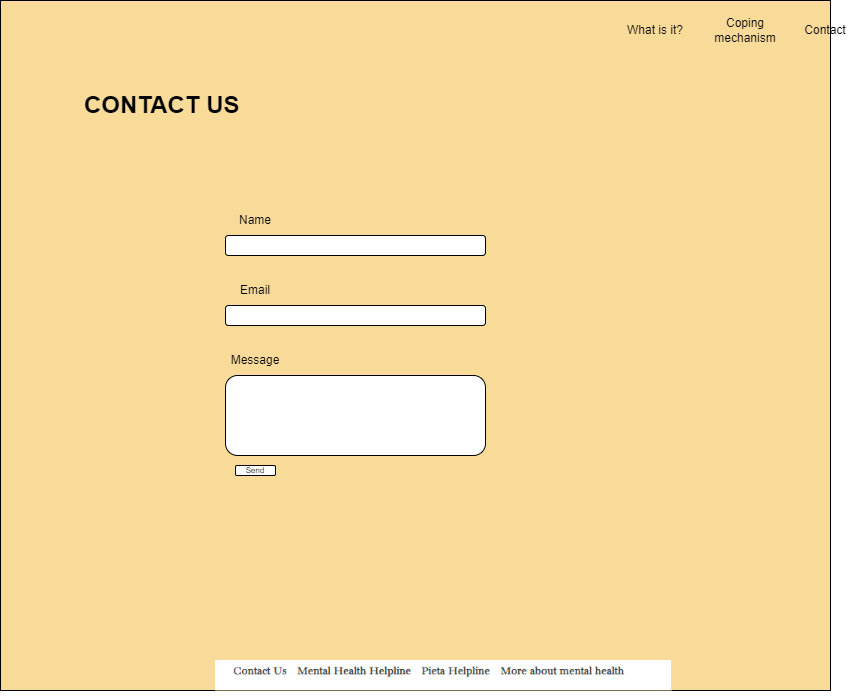 What is it?
Coping
mechanism
Contact
CONTACT US
Name
Email
Message
Send
Contact Us Mental Health Helpline Pieta Helpline More about mental health